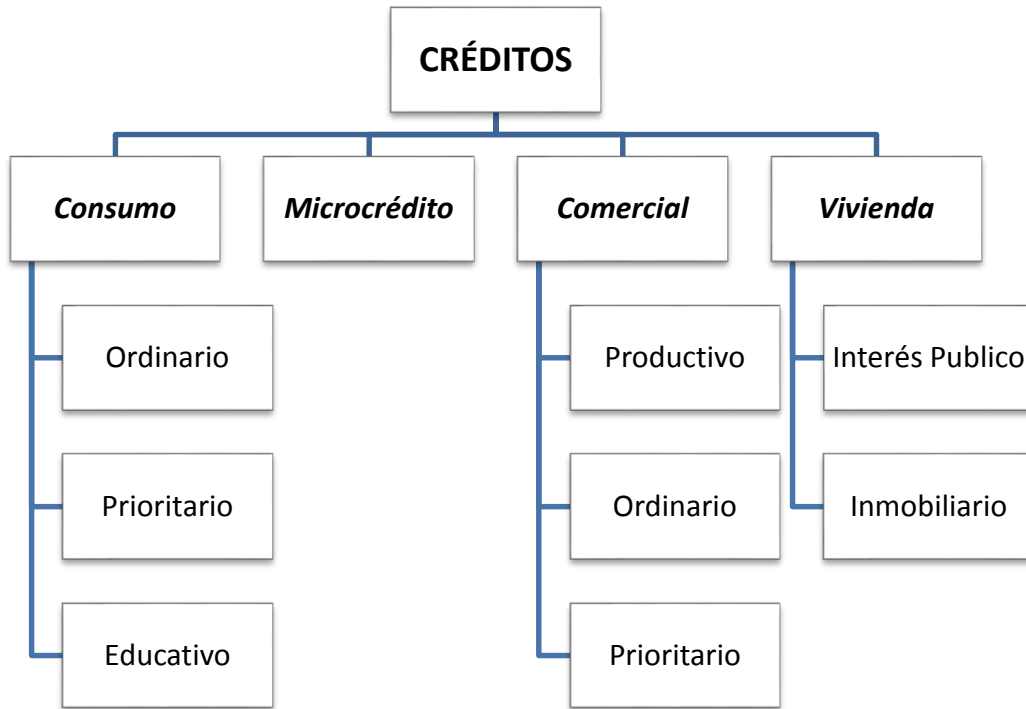 CRÉDITOS
Consumo
Microcrédito
Comercial
Vivienda
Ordinario
Productivo
Interés Publico
Prioritario
Ordinario
Inmobiliario
Educativo
Prioritario